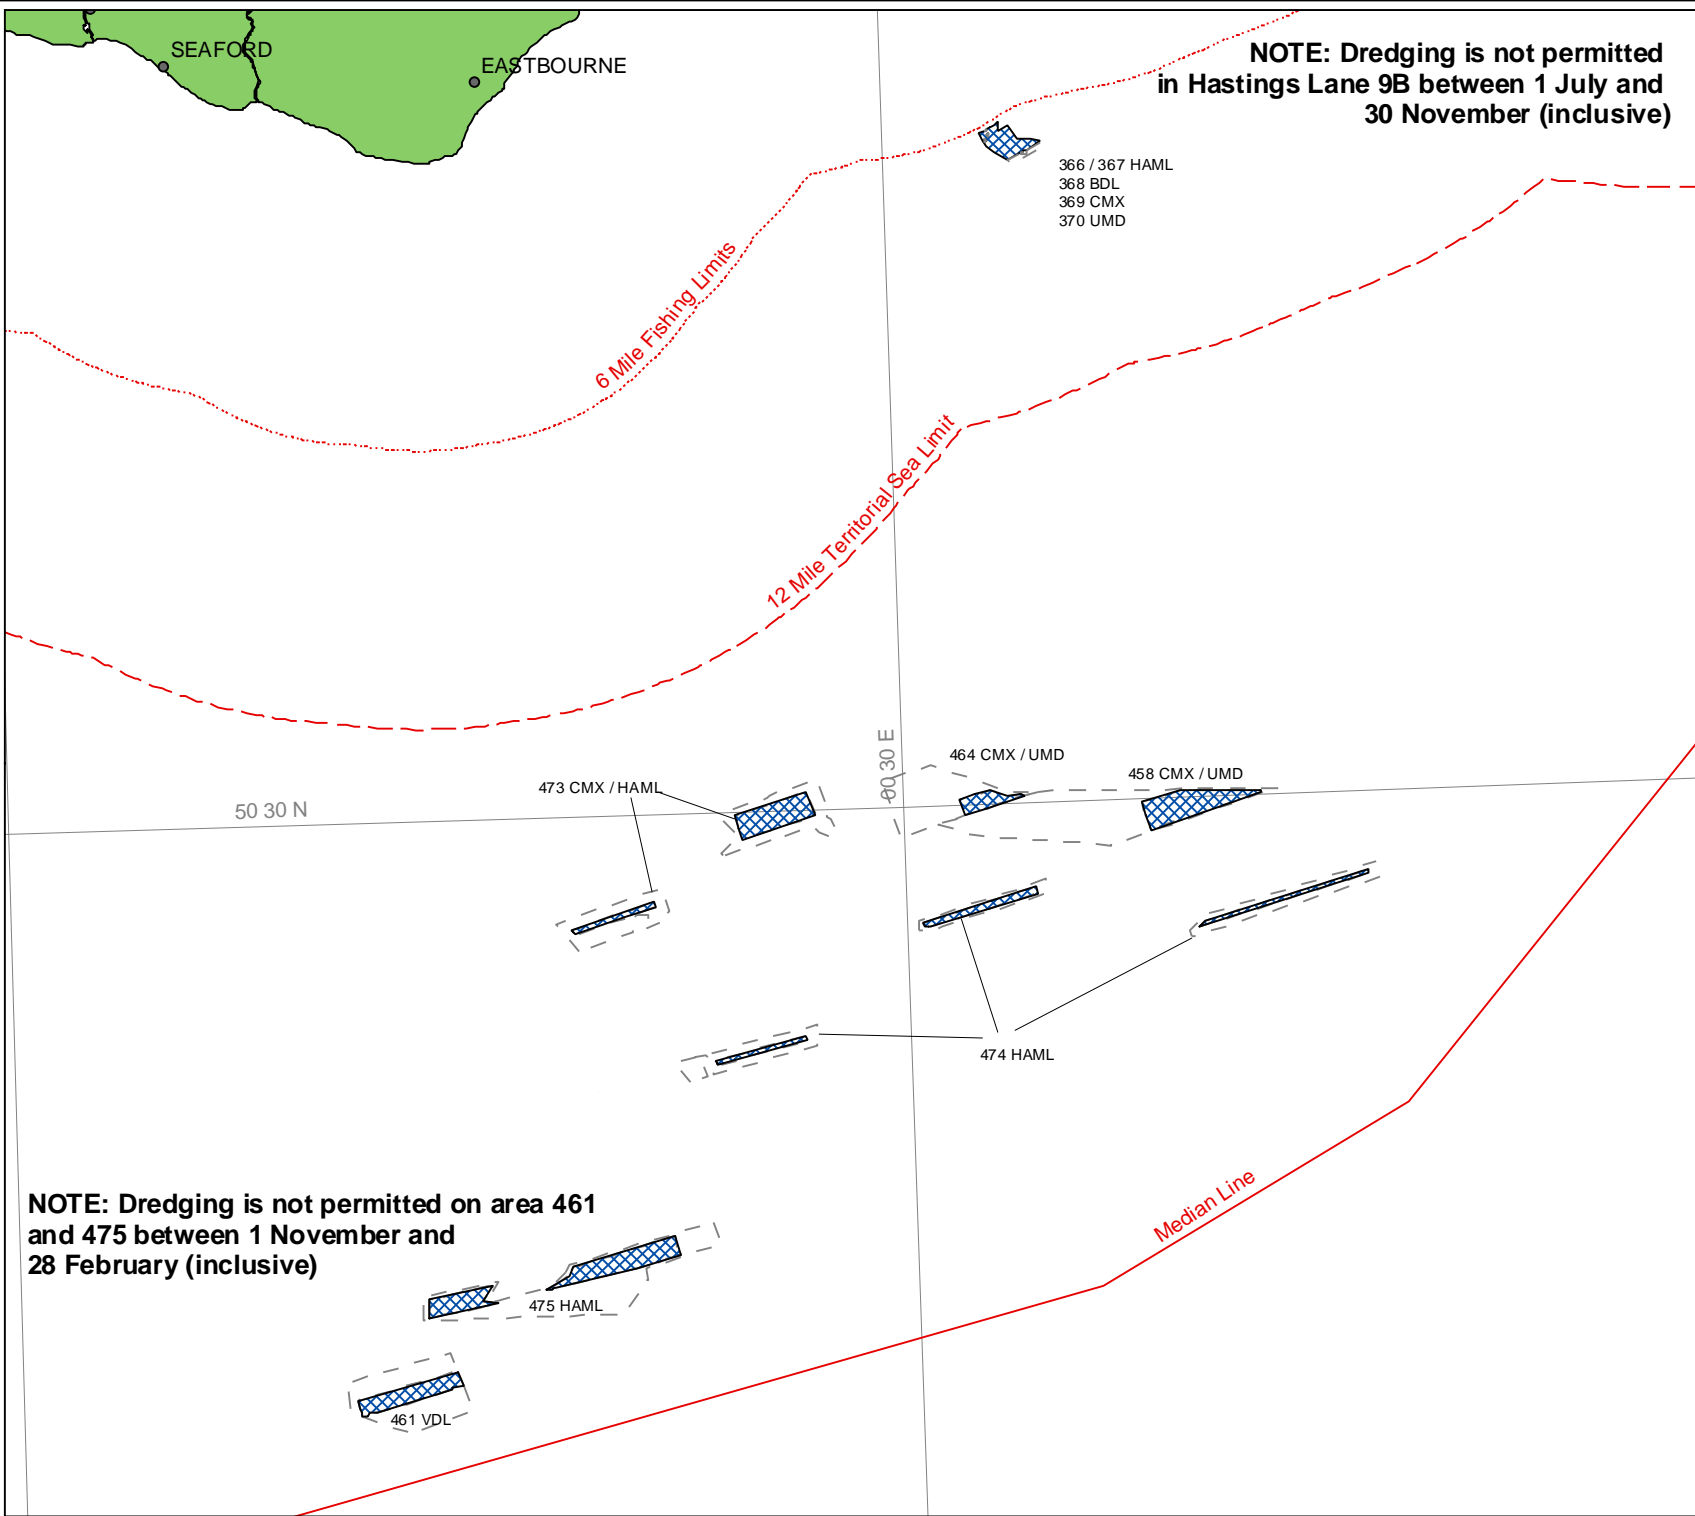 SEAFORD
EASTBOURNE
NOTE: Dredging is not permitted
in Hastings Lane 9B between 1 July and
30 November (inclusive)
366 / 367 HAML
368 BDL
369 CMX
370 UMD
6 Mile Fishing Limits
12 Mile Territorial Sea Limit
00 30 E
464 CMX / UMD
458 CMX / UMD
473 CMX / HAML
50 30 N
474 HAML
Median Line
NOTE: Dredging is not permitted on area 461
and 475 between 1 November and
28 February (inclusive)
475 HAML
461 VDL